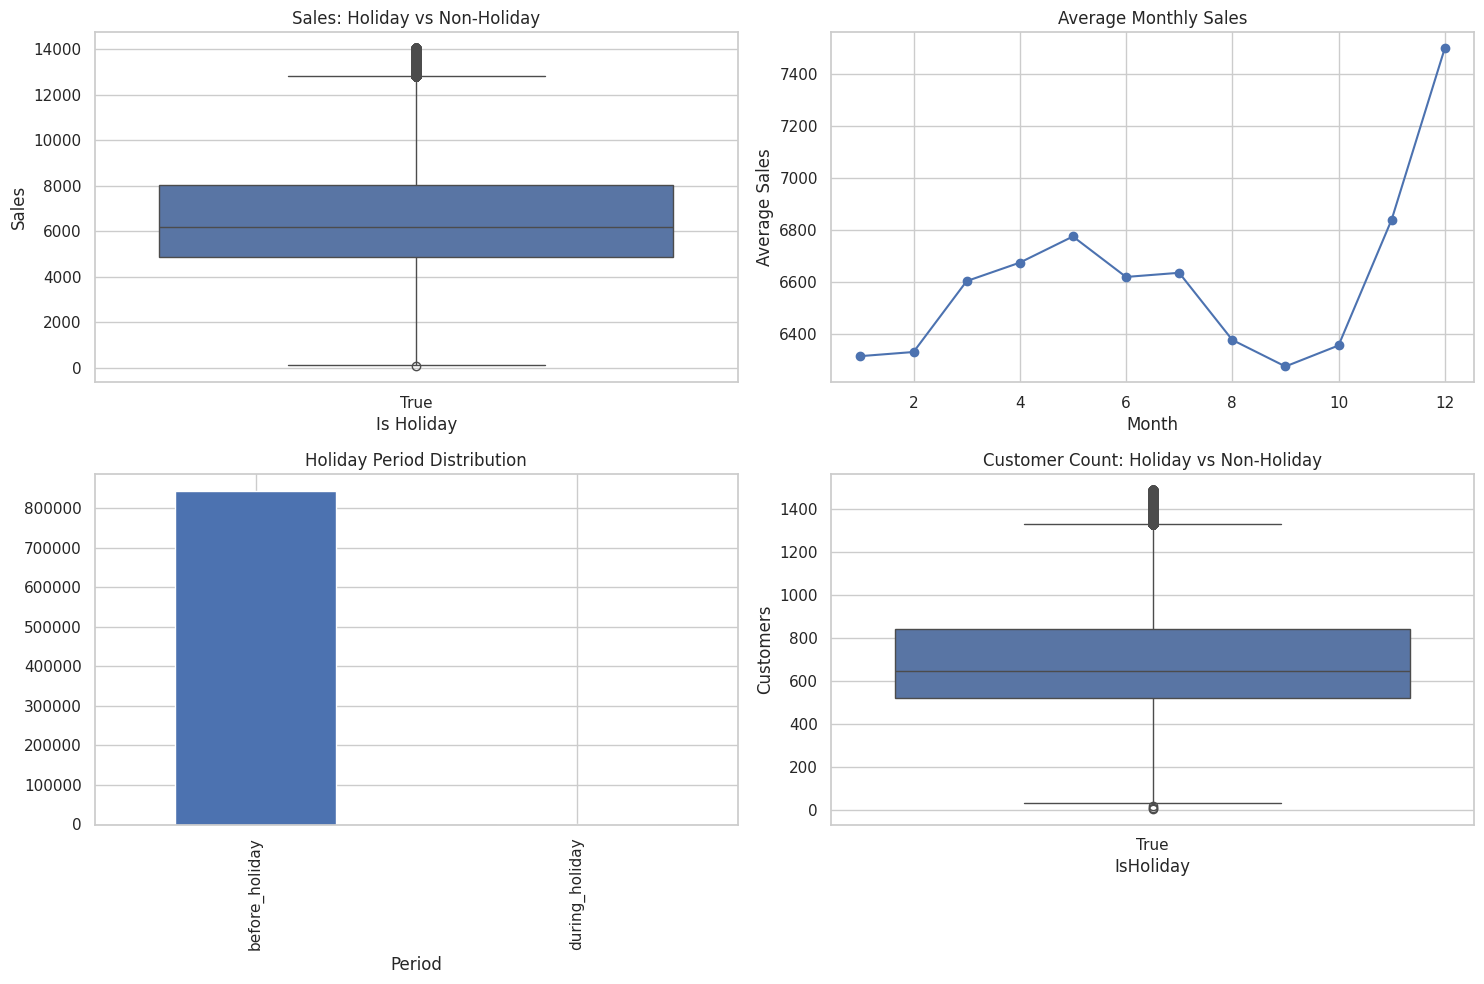 Sales: Holiday vs Non-Holiday
14000
12000
10000
8000
6000
4000
2000
0
Sales
True
Is Holiday
Average Monthly Sales
7400
7200
7000
6800
6600
6400
Average Sales
2 4 6 8 10 12
Month
Holiday Period Distribution
800000
700000
600000
500000
400000
300000
200000
100000
0
before_holiday
during_holiday
Period
Customer Count: Holiday vs Non-Holiday
1400
1200
1000
800
600
400
200
0
Customers
True
IsHoliday